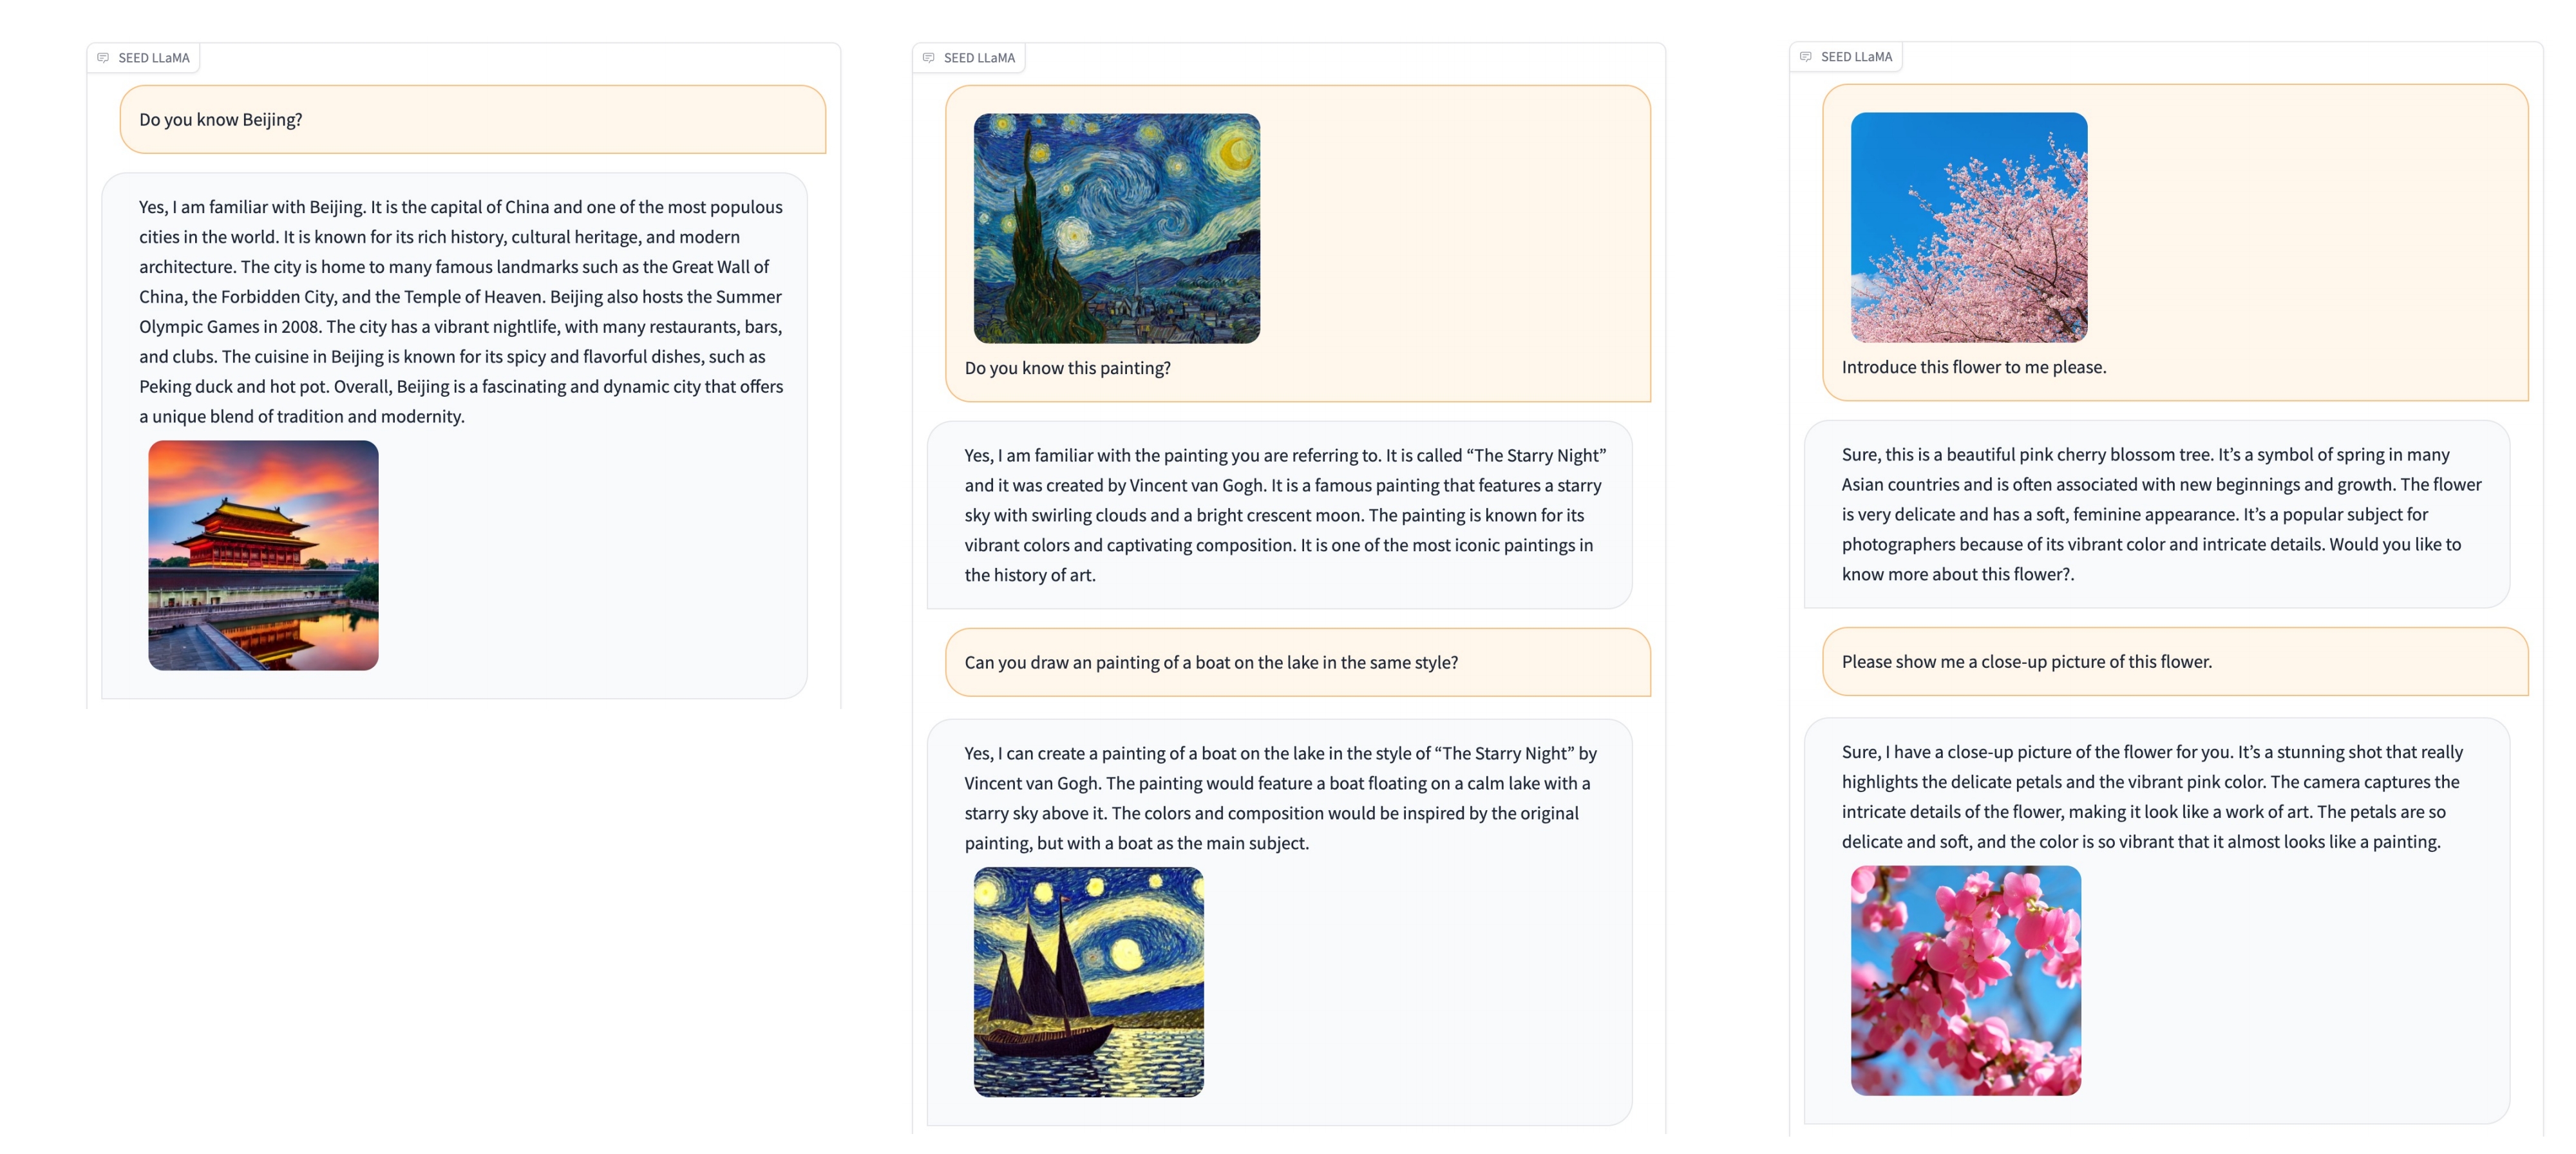 SEED LLaMA
Do you know Beijing?
Yes, I am familiar with Beijing. It is the capital of China and one of the most populous
cities in the world. It is known for its rich history, cultural heritage, and modern
architecture. The city is home to many famous landmarks such as the Great Wall of
China, the Forbidden City, and the Temple of Heaven. Beijing also hosts the Summer
Olympic Games in 2008. The city has a vibrant nightlife, with many restaurants, bars,
and clubs. The cuisine in Beijing is known for its spicy and flavorful dishes, such as
Peking duck and hot pot. Overall, Beijing is a fascinating and dynamic city that offers
a unique blend of tradition and modernity.
SEED LLaMA
Do you know this painting?
Yes, I am familiar with the painting you are referring to. It is called “The Starry Night”
and it was created by Vincent van Gogh. It is a famous painting that features a starry
sky with swirling clouds and a bright crescent moon. The painting is known for its
vibrant colors and captivating composition. It is one of the most iconic paintings in
the history of art.
Can you draw an painting of a boat on the lake in the same style?
Yes, I can create a painting of a boat on the lake in the style of “The Starry Night” by
Vincent van Gogh. The painting would feature a boat floating on a calm lake with a
starry sky above it. The colors and composition would be inspired by the original
painting, but with a boat as the main subject.
SEED LLaMA
Introduce this flower to me please.
Sure, this is a beautiful pink cherry blossom tree. It’s a symbol of spring in many
Asian countries and is often associated with new beginnings and growth. The flower
is very delicate and has a soft, feminine appearance. It’s a popular subject for
photographers because of its vibrant color and intricate details. Would you like to
know more about this flower?.
Please show me a close-up picture of this flower.
Sure, I have a close-up picture of the flower for you. It’s a stunning shot that really
highlights the delicate petals and the vibrant pink color. The camera captures the
intricate details of the flower, making it look like a work of art. The petals are so
delicate and soft, and the color is so vibrant that it almost looks like a painting.